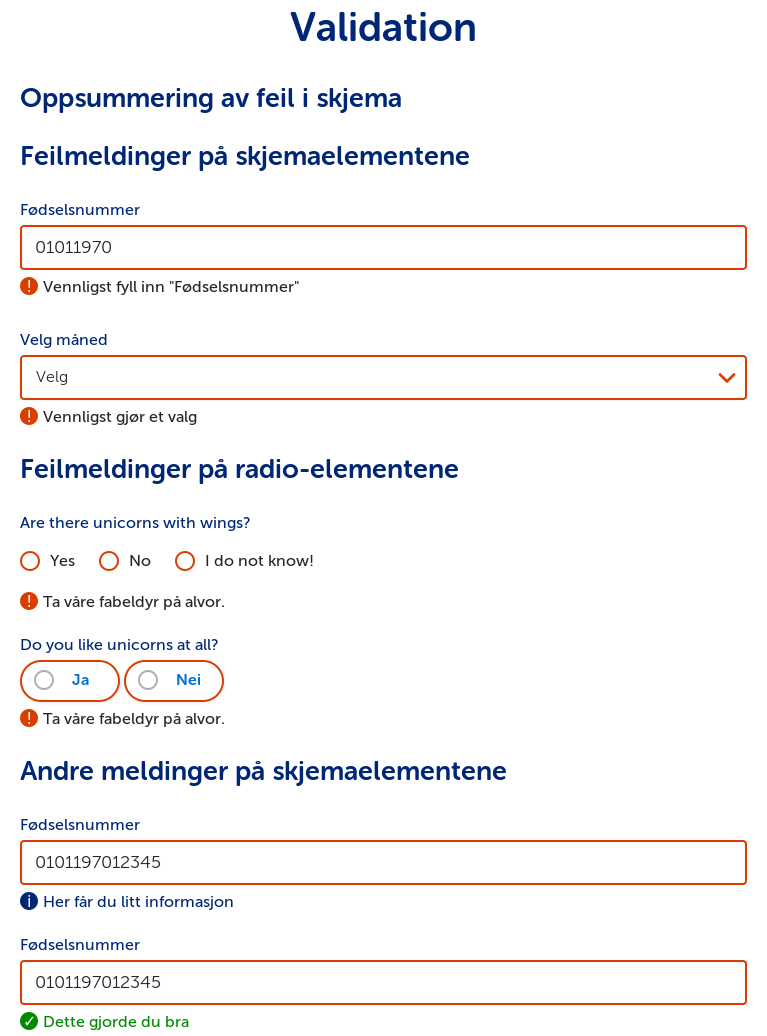 Validation
Oppsummering av feil i skjema
Feilmeldinger på skjemaelementene
Fødselsnummer
01011970
Vennligst fyll inn "Fødselsnummer"
Velg måned
Velg
Vennligst gjør et valg
Feilmeldinger på radio-elementene
Are there unicorns with wings?
Yes No I do not know!
Ta våre fabeldyr på alvor.
Do you like unicorns at all?
Ja Nei
Ta våre fabeldyr på alvor.
Andre meldinger på skjemaelementene
Fødselsnummer
0101197012345
Her får du litt informasjon
Fødselsnummer
0101197012345
Dette gjorde du bra